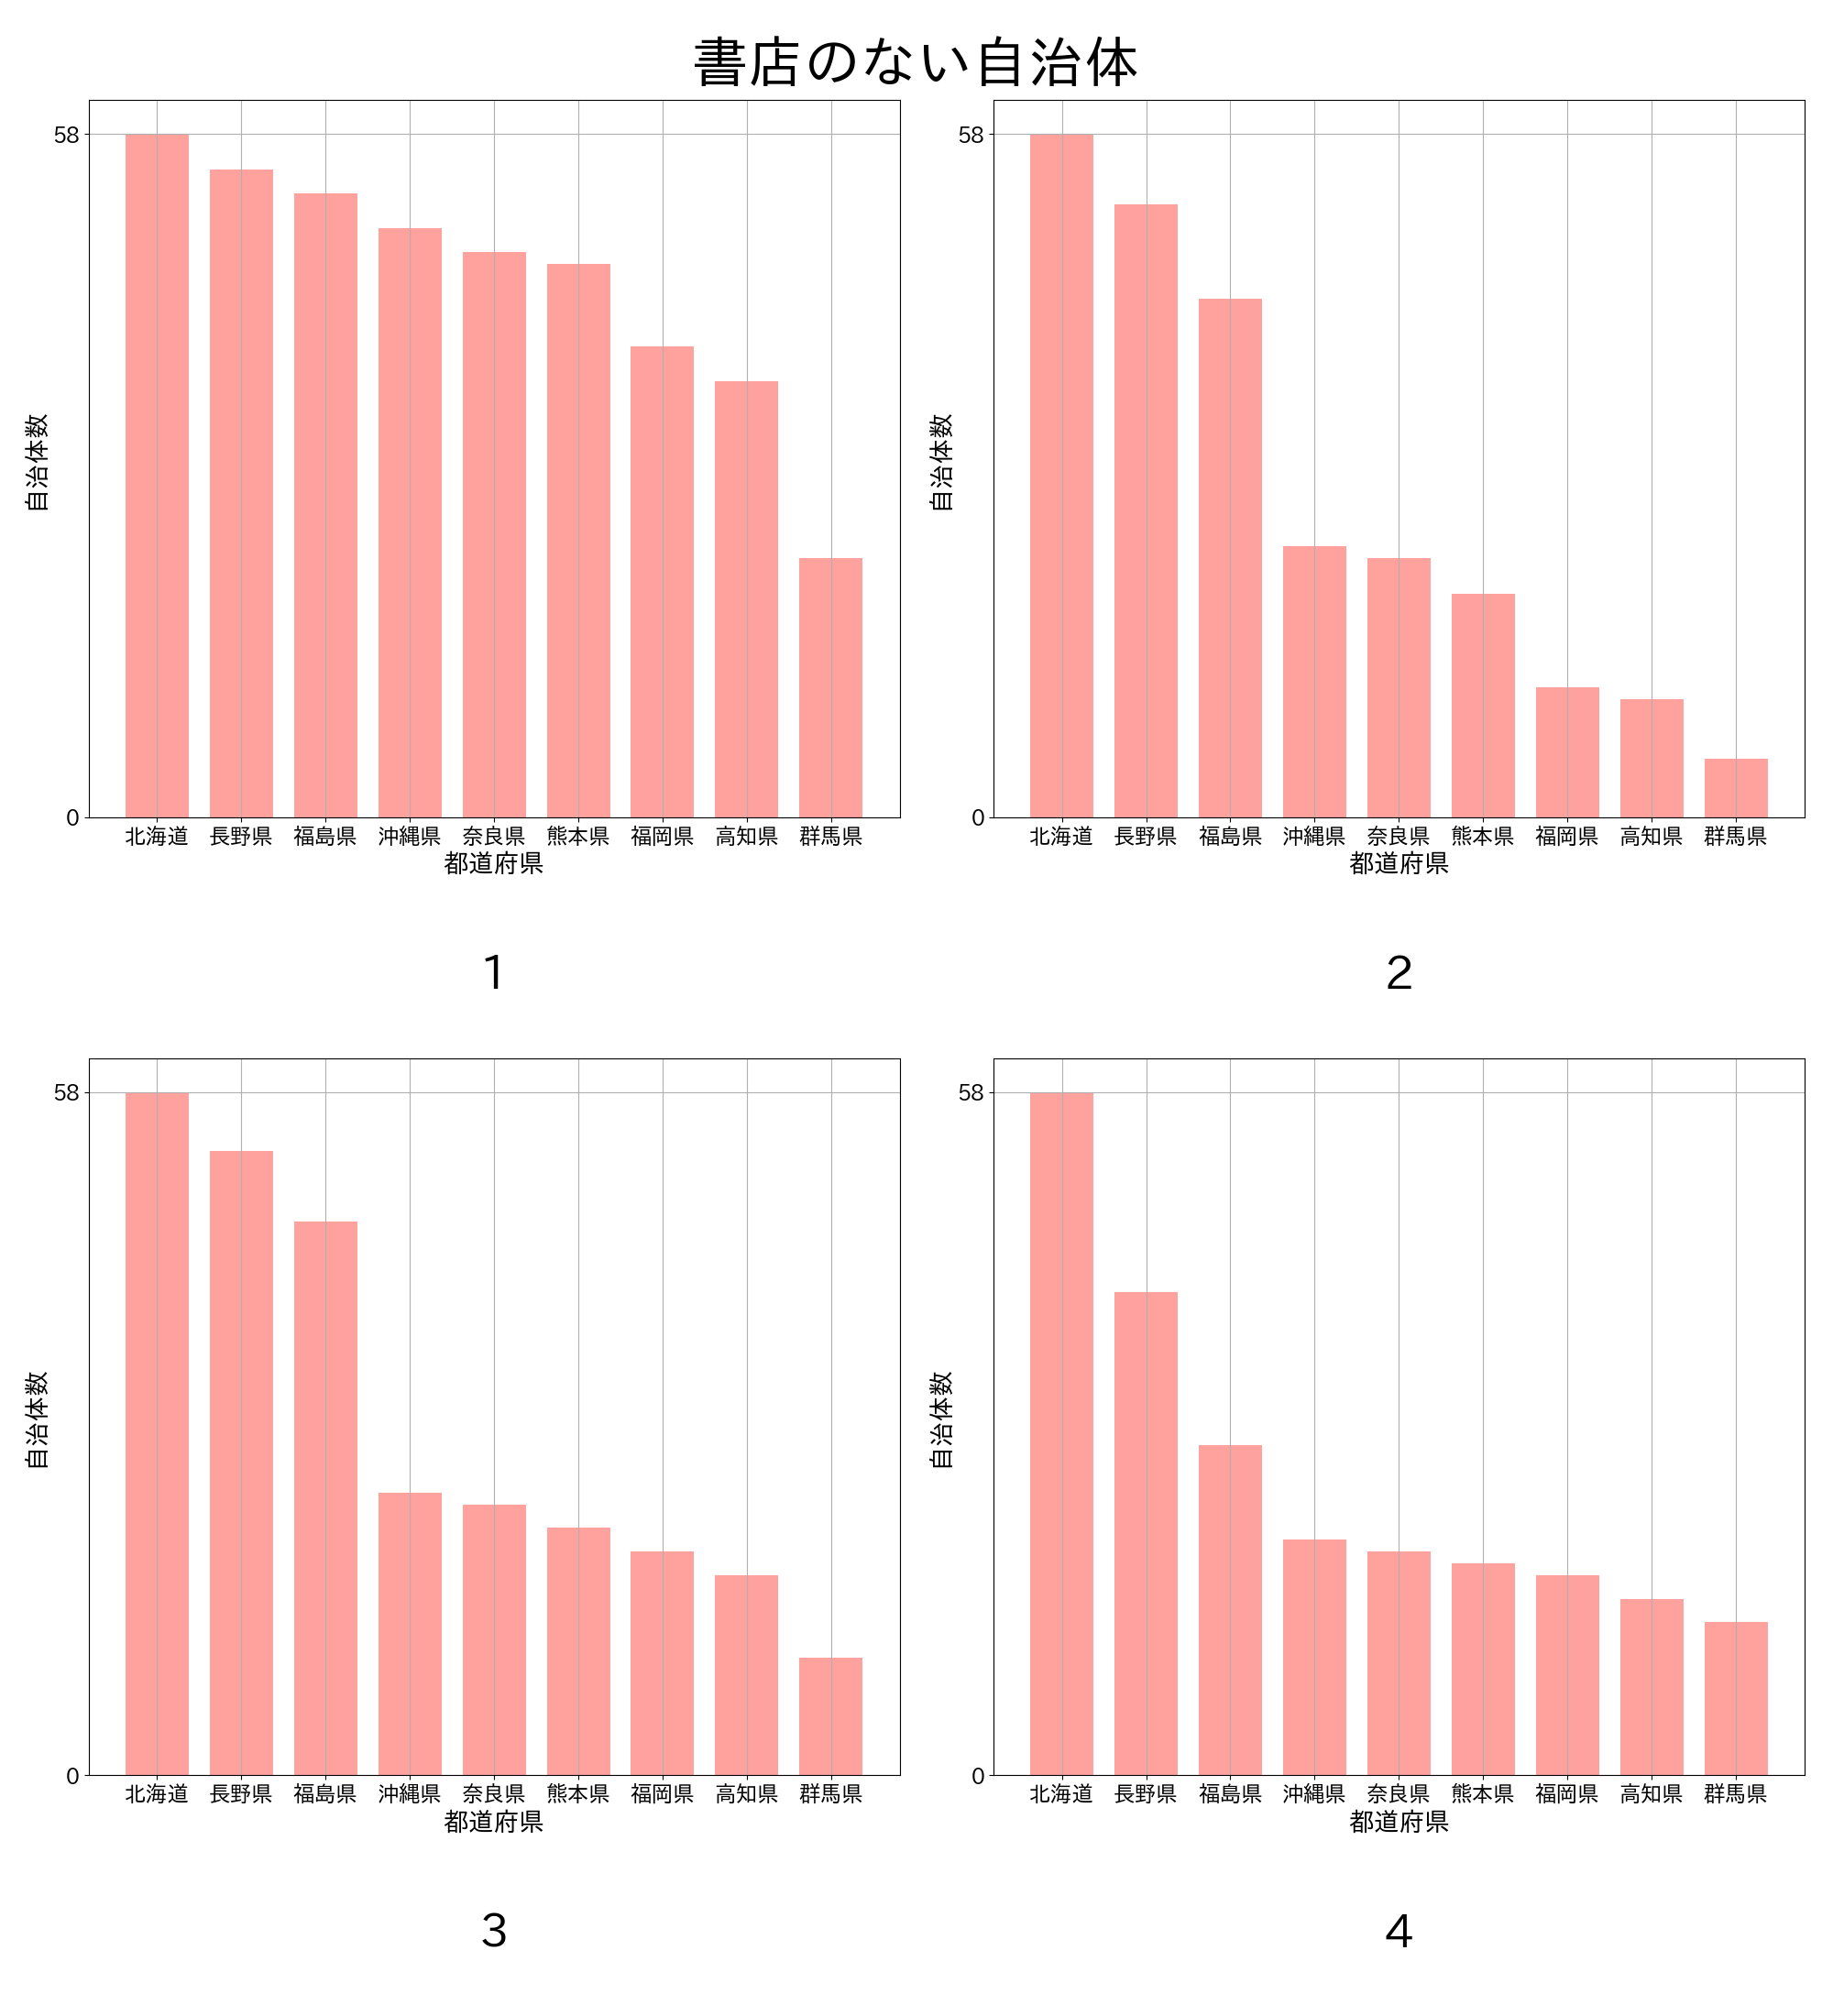 書店のない自治体
58
0
自治体数
北海道 長野県 福島県 沖縄県 奈良県 熊本県 福岡県 高知県 群馬県
都道府県
1
58
0
自治体数
北海道 長野県 福島県 沖縄県 奈良県 熊本県 福岡県 高知県 群馬県
都道府県
2
58
0
自治体数
北海道 長野県 福島県 沖縄県 奈良県 熊本県 福岡県 高知県 群馬県
都道府県
3
58
0
自治体数
北海道 長野県 福島県 沖縄県 奈良県 熊本県 福岡県 高知県 群馬県
都道府県
4